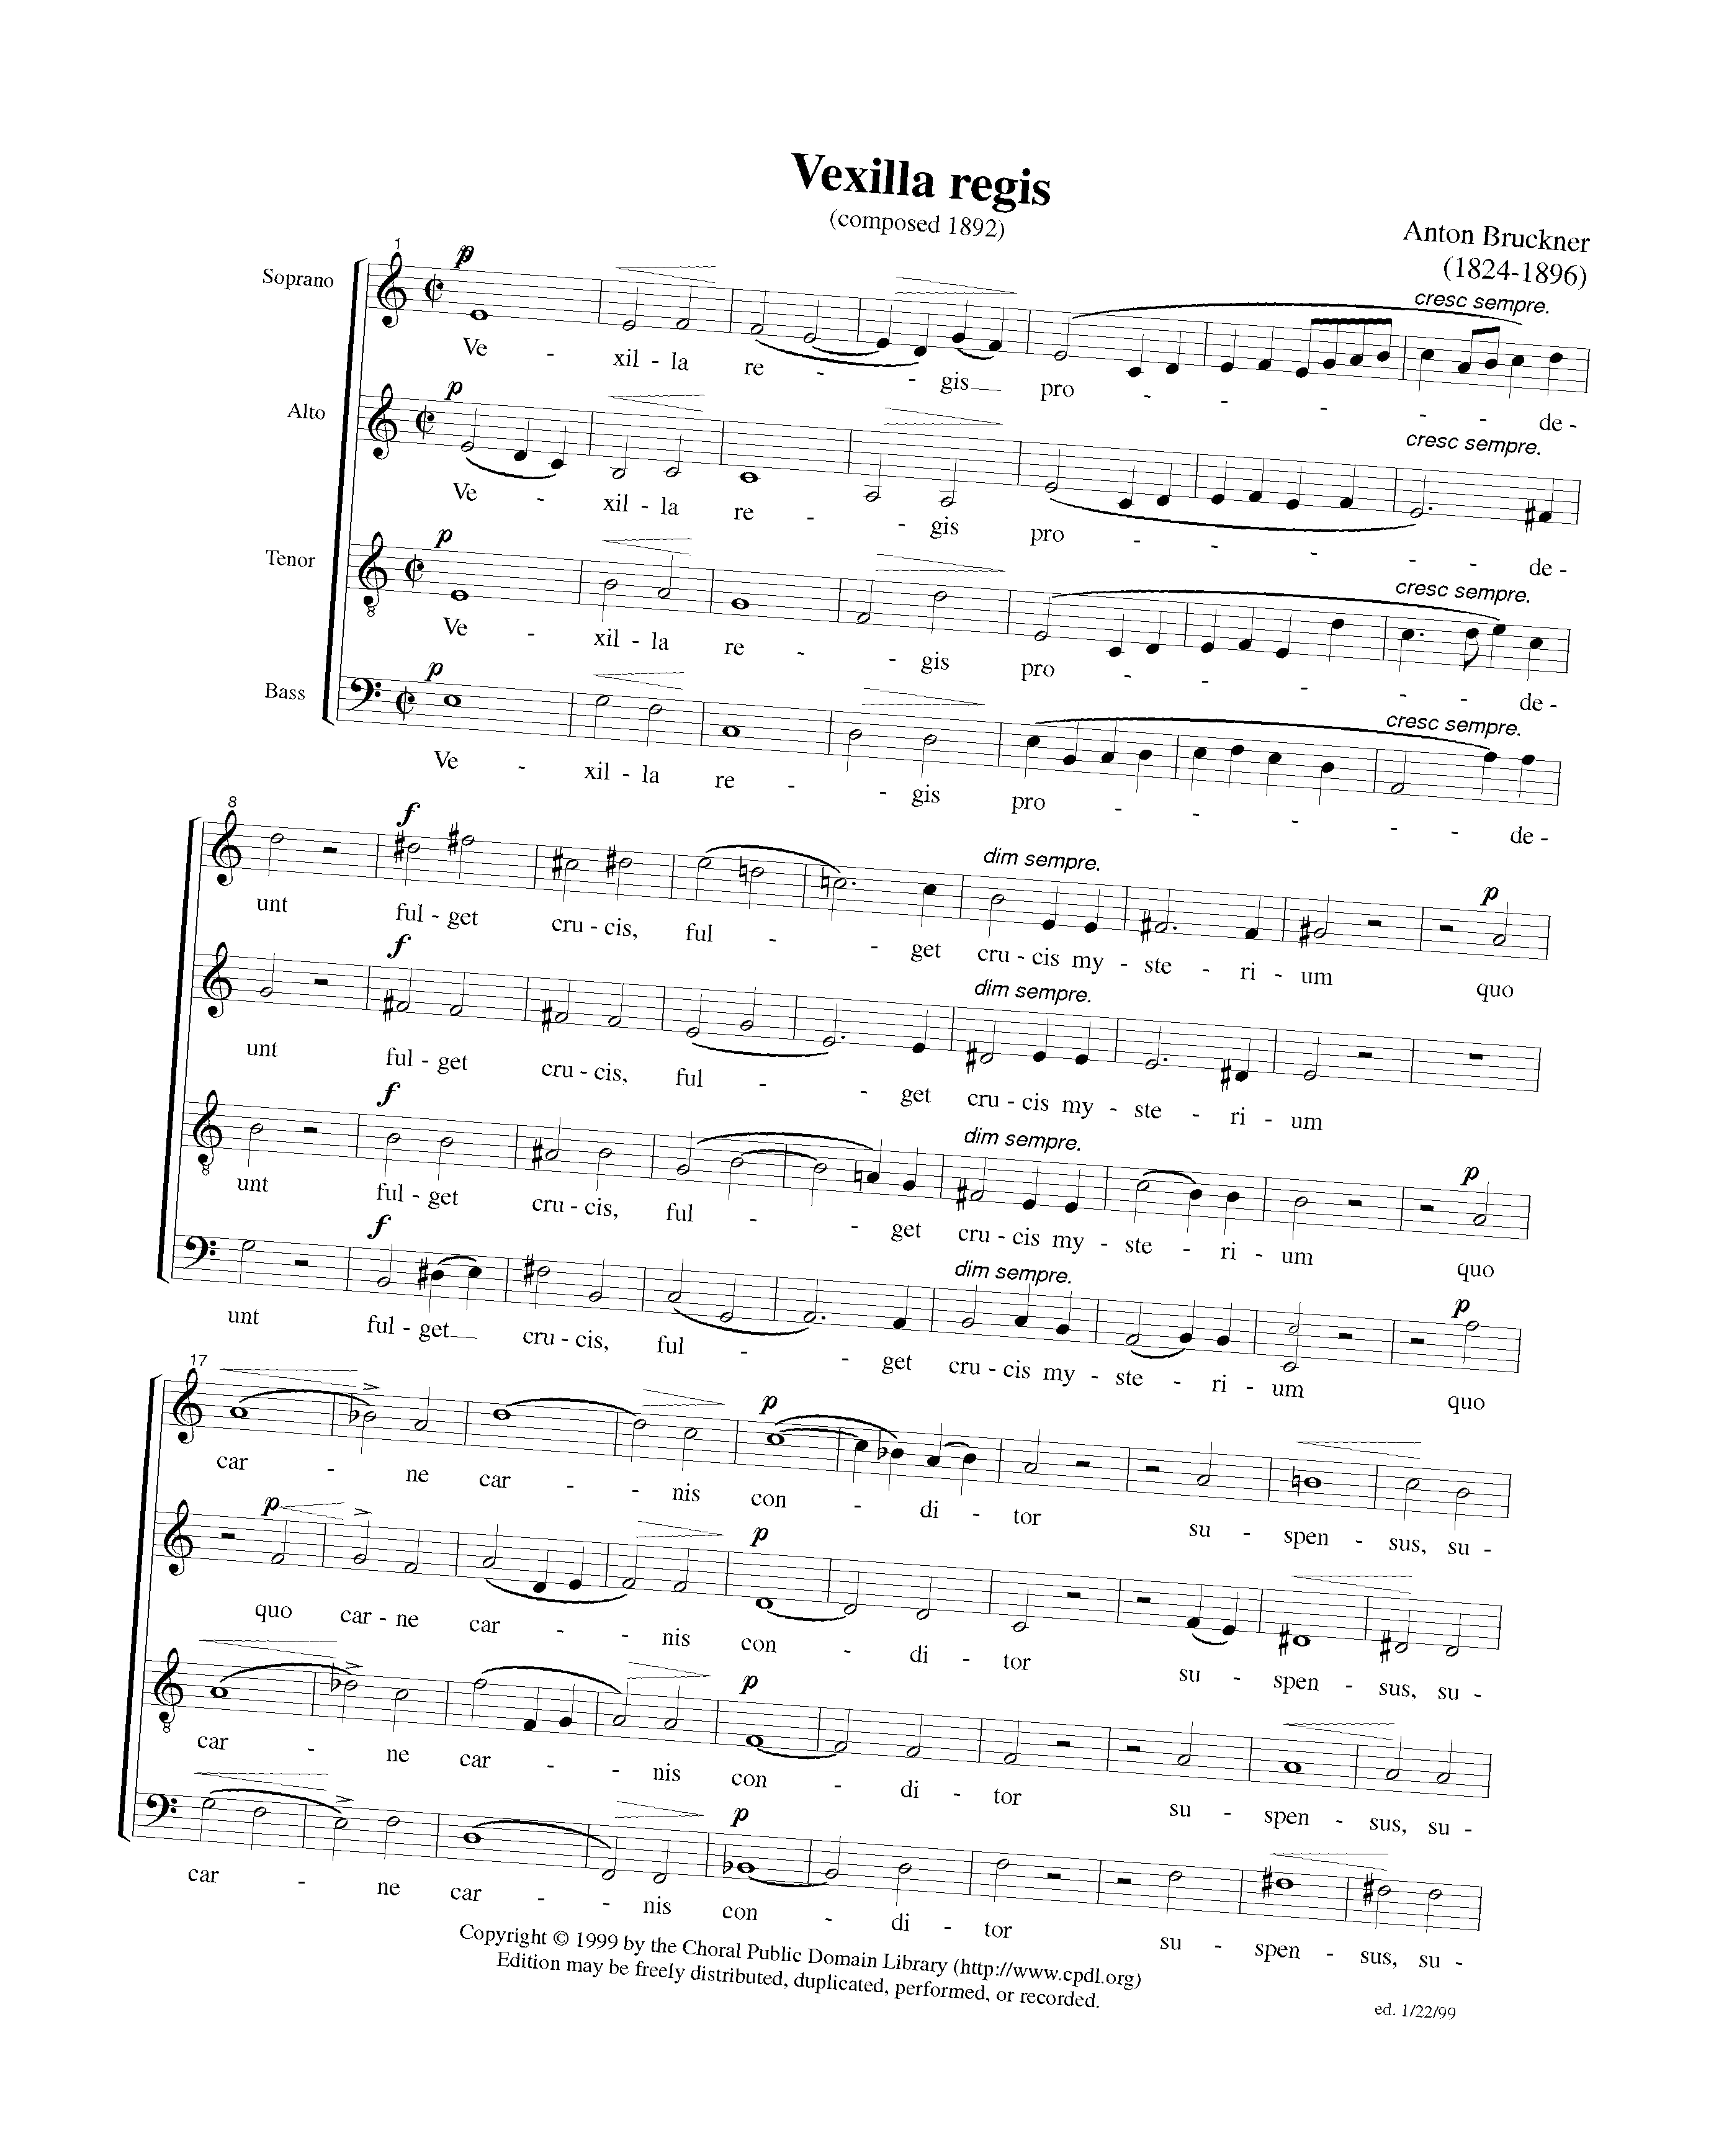 Vexilla regis
(composed 1892)
Anton Bruckner
(1824-1896)
1
p
cresc sempre.
Soprano
Ve - xil - la re - - gis pro - - - - - de -
p
cresc sempre.
Alto
Ve - xil - la re - - gis pro - - - - - de -
p
cresc sempre.
Tenor
Ve - xil - la re - - gis pro - - - - - de -
p
cresc sempre.
Bass
Ve - xil - la re - - gis pro - - - - - de -
8
f
dim sempre.
p
unt ful - get cru - cis, ful - - get cru - cis my - ste - ri - um quo
f
dim sempre.
unt ful - get cru - cis, ful - - get cru - cis my - ste - ri - um
f
dim sempre.
p
unt ful - get cru - cis, ful - - get cru - cis my - ste - ri - um quo
f
dim sempre.
p
unt ful - get cru - cis, ful - - get cru - cis my - ste - ri - um quo
17
p
car - ne car - - nis con - di - tor su - spen - sus, su -
p
p
quo car - ne car - - nis con - di - tor su - spen - sus, su -
p
car - ne car - - nis con - di - tor su - spen - sus, su -
p
car - ne car - - nis con - di - tor su - spen - sus, su -
Copyright © 1999 by the Choral Public Domain Library (http://www.cpdl.org)
Edition may be freely distributed, duplicated, performed, or recorded.
ed. 1/22/99